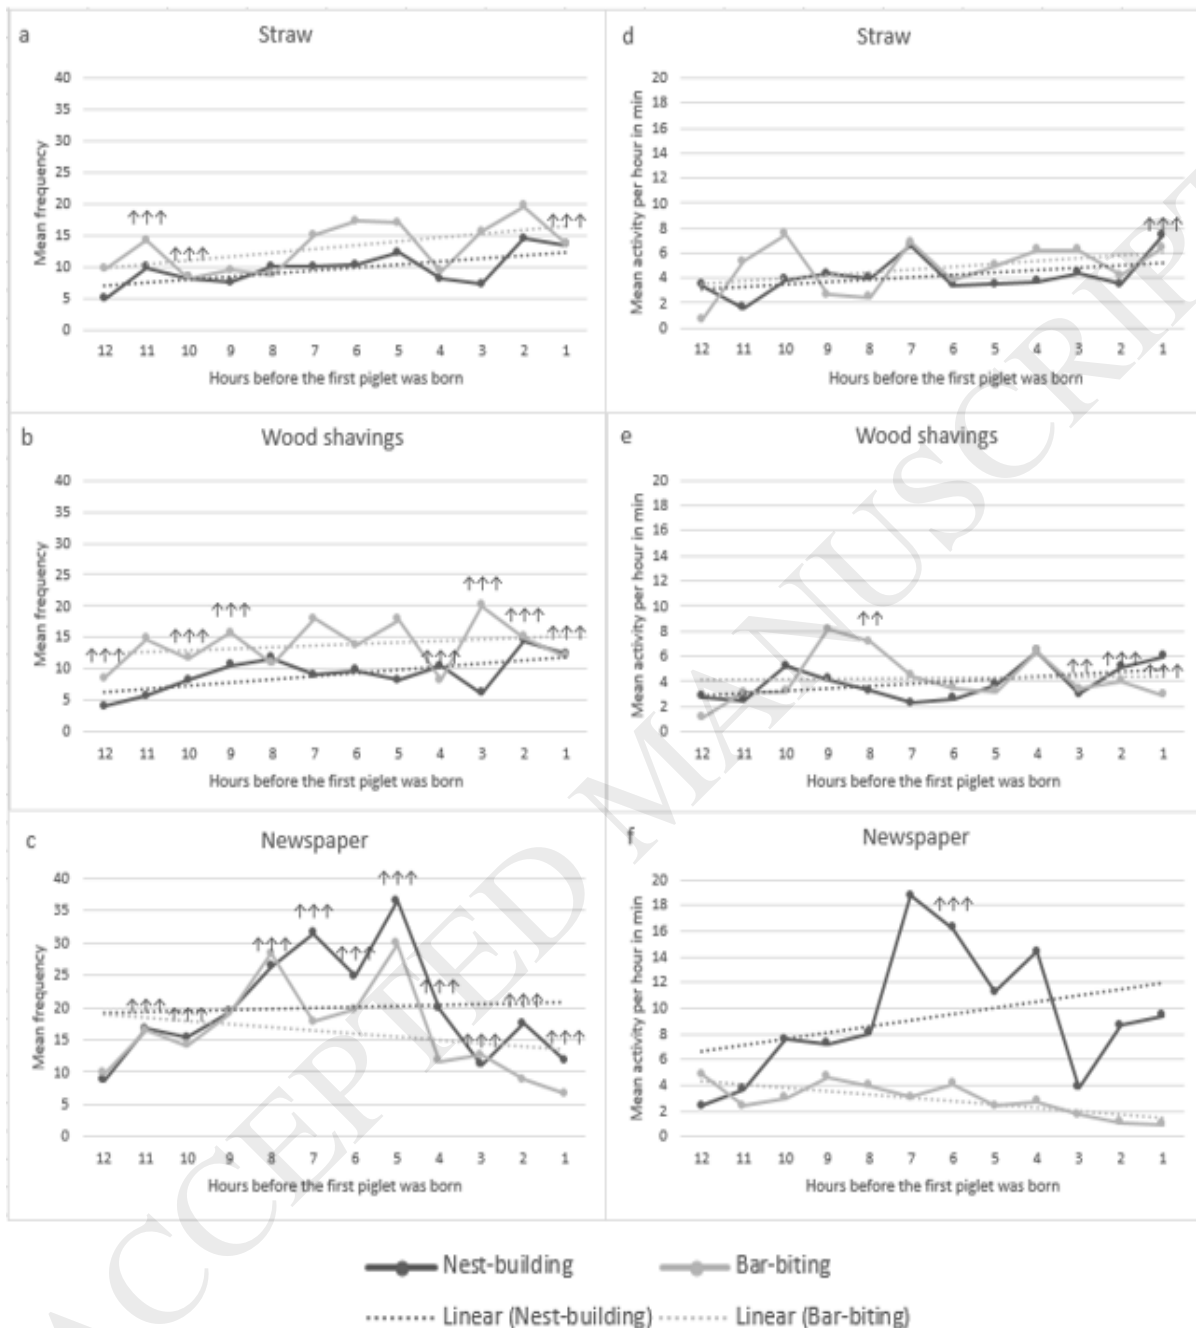 a
Straw
Mean frequency
40
35
30
25
20
15
10
5
0
↑↑↑
↑↑↑
↑↑↑
12 11 10 9 8 7 6 5 4 3 2 1
Hours before the first piglet was born
d
Straw
Mean activity per hour in min
20
18
16
14
12
10
8
6
4
2
0
↑↑↑
12 11 10 9 8 7 6 5 4 3 2 1
Hours before the first piglet was born
b
Wood shavings
Mean frequency
40
35
30
25
20
15
10
5
0
↑↑↑
↑↑↑
↑↑↑
↑↑↑
↑↑↑
↑↑↑
↑↑↑
12 11 10 9 8 7 6 5 4 3 2 1
Hours before the first piglet was born
e
Wood shavings
Mean activity per hour in min
20
18
16
14
12
10
8
6
4
2
0
↑↑
↑↑
↑↑↑
↑↑↑
12 11 10 9 8 7 6 5 4 3 2 1
Hours before the first piglet was born
c
Newspaper
Mean frequency
40
35
30
25
20
15
10
5
0
↑↑↑
↑↑↑
↑↑↑
↑↑↑
↑↑↑
↑↑↑
↑↑↑
↑↑↑
↑↑↑
↑↑↑
12 11 10 9 8 7 6 5 4 3 2 1
Hours before the first piglet was born
f
Newspaper
Mean activity per hour in min
20
18
16
14
12
10
8
6
4
2
0
↑↑↑
12 11 10 9 8 7 6 5 4 3 2 1
Hours before the first piglet was born
Nest-building
Bar-biting
Linear (Nest-building)
Linear (Bar-biting)
ACCEPTED MANUSCRIPT